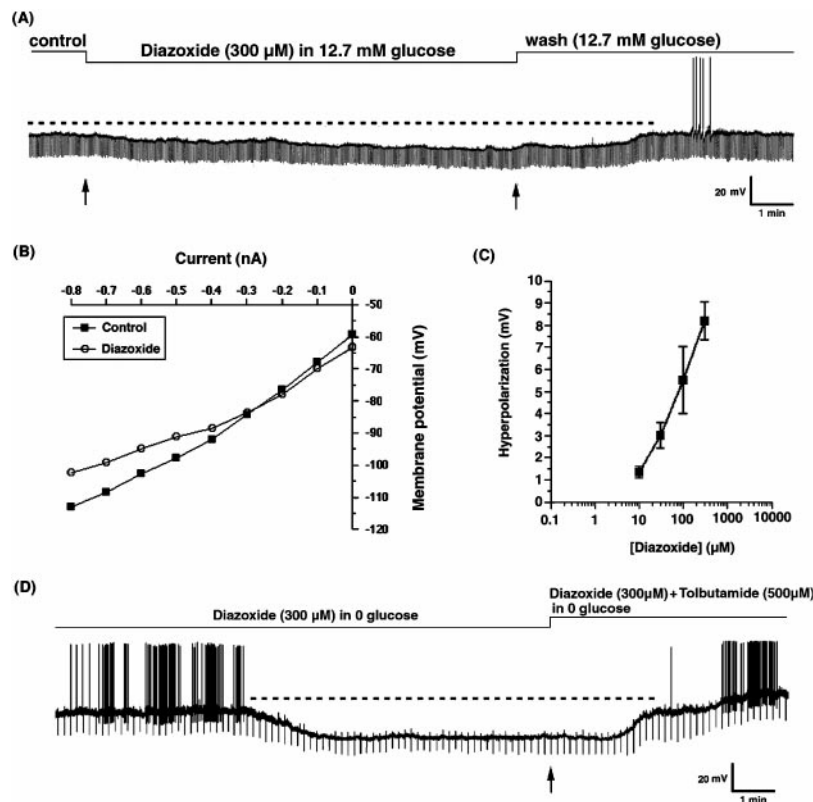 (A)
control
Diazoxide (300 µM) in 12.7 mM glucose
wash (12.7 mM glucose)
20 mV
1 min
(B)
Current (nA)
-0.8 -0.7 -0.6 -0.5 -0.4 -0.3 -0.2 -0.1 0
Control
Diazoxide
-50
-60
-70
-80
-90
-100
-110
-120
Membrane potential (mV)
(C)
Hyperpolarization (mV)
10
9
8
7
6
5
4
3
2
1
0
0.1 1 10 100 1000 10000
[Diazoxide] (µM)
(D)
Diazoxide (300 µM) in 0 glucose
Diazoxide (300µM) + Tolbutamide (500µM)
in 0 glucose
20 mV
1 min